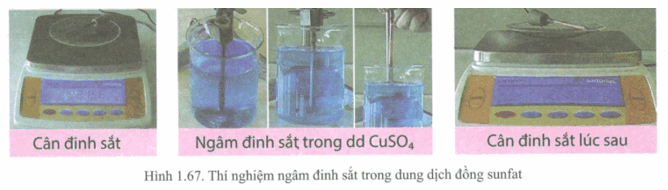 Cân đinh sắt
Ngâm đinh sắt trong dd CuSO₄
Cân đinh sắt lúc sau
Hình 1.67. Thí nghiệm ngâm đinh sắt trong dung dịch đồng sunfat